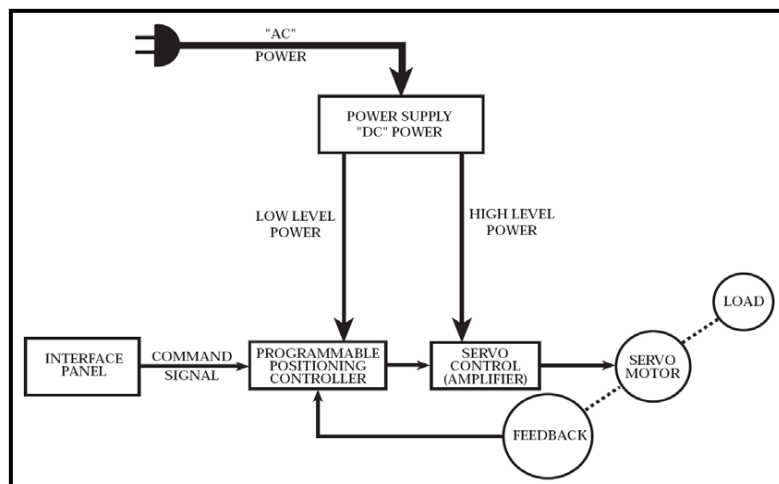 "AC"
POWER
POWER SUPPLY
"DC" POWER
LOW LEVEL
POWER
HIGH LEVEL
POWER
LOAD
INTERFACE
PANEL
COMMAND
SIGNAL
PROGRAMMABLE
POSITIONING
CONTROLLER
SERVO
CONTROL
(AMPLIFIER)
SERVO
MOTOR
FEEDBACK